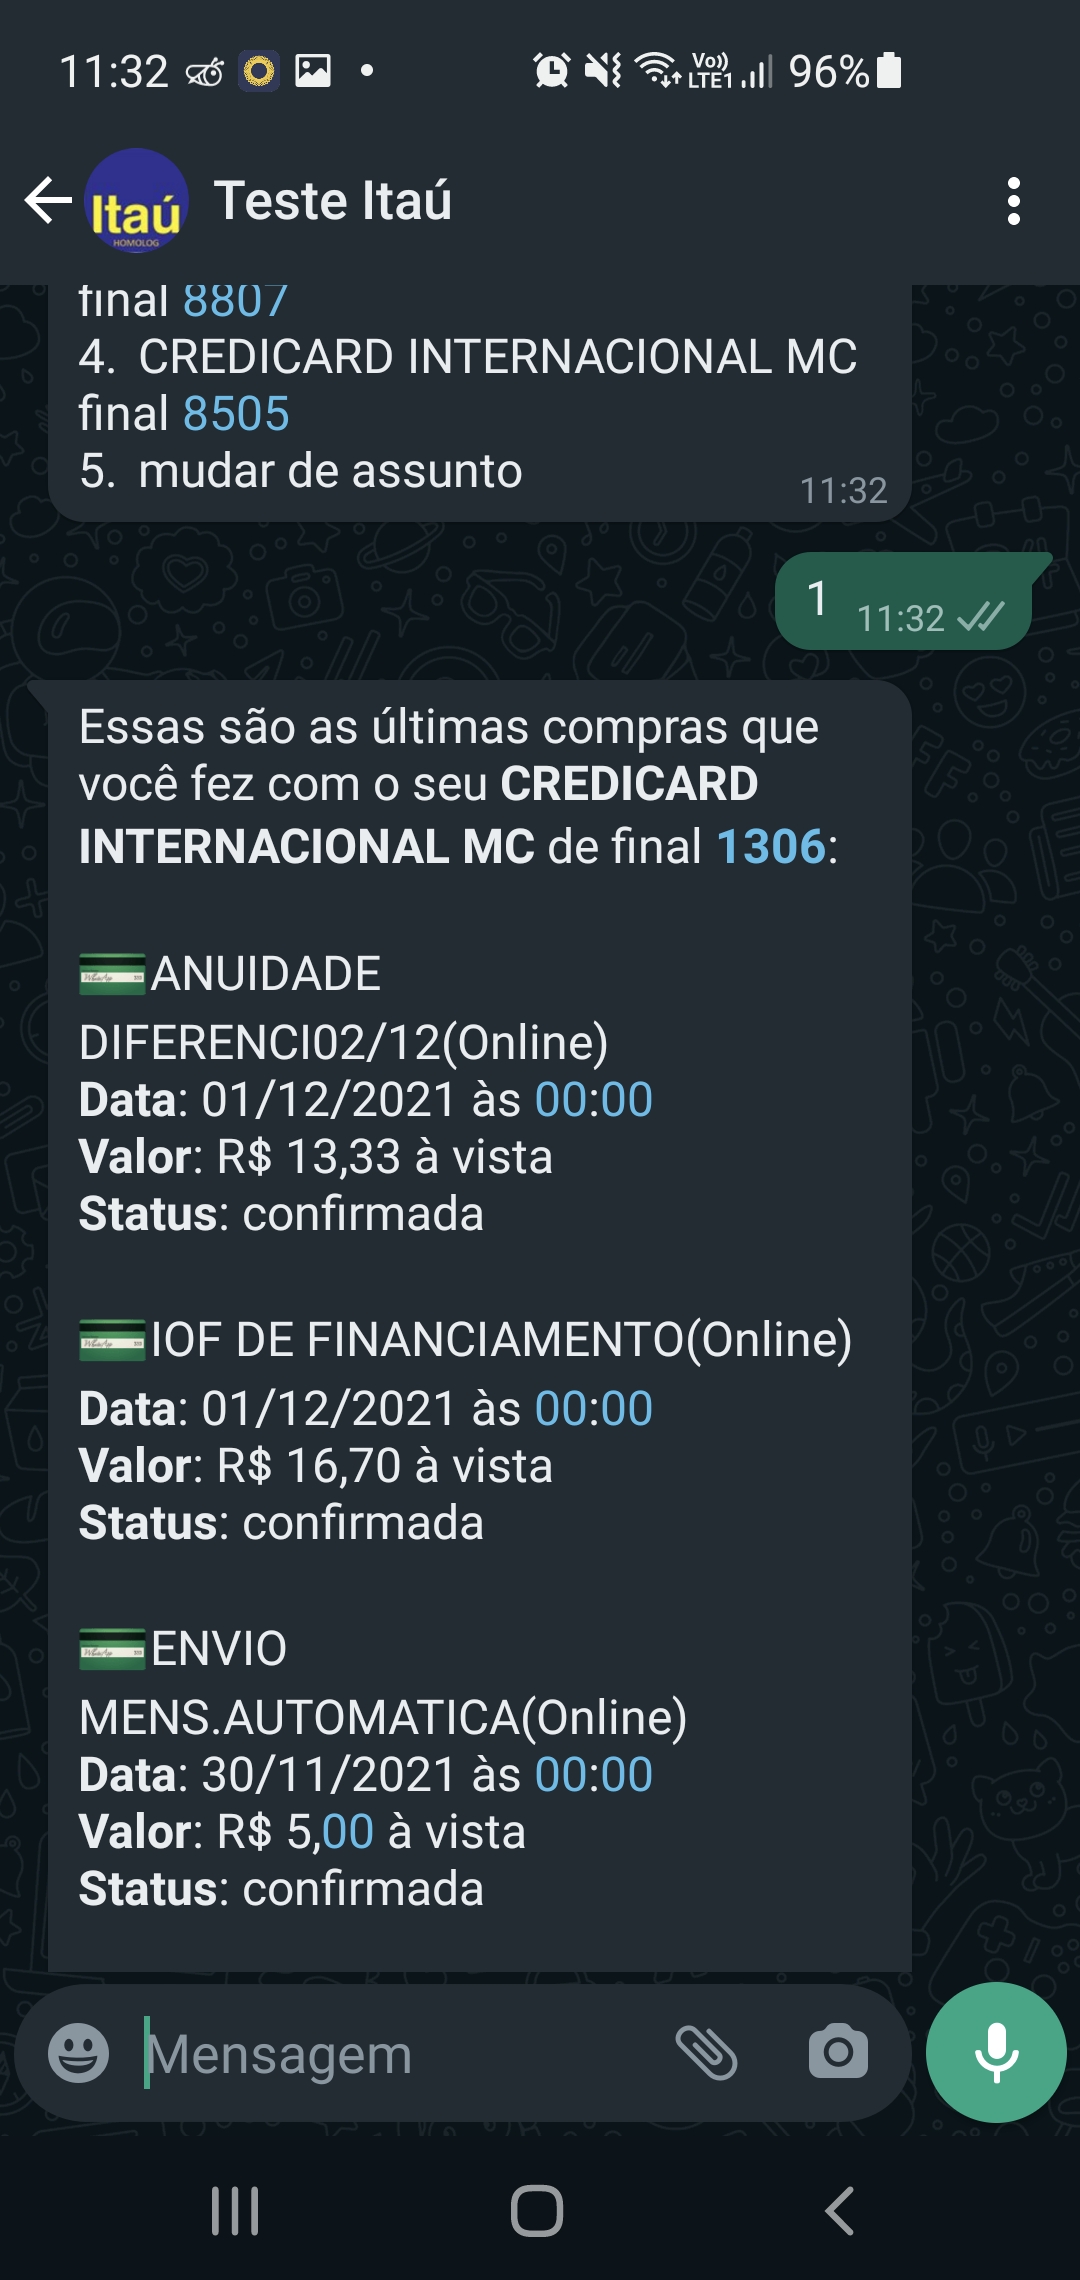 11:32
Vo))
LTE1
96%
Itaú
HOMOLOG
Teste Itaú
final 8807
4. CREDICARD INTERNACIONAL MC
final 8505
5. mudar de assunto
11:32
1
11:32
Essas são as últimas compras que
você fez com o seu CREDICARD
INTERNACIONAL MC de final 1306:
ANUIDADE
DIFERENCI02/12(Online)
Data: 01/12/2021 às 00:00
Valor: R$ 13,33 à vista
Status: confirmada
IOF DE FINANCIAMENTO(Online)
Data: 01/12/2021 às 00:00
Valor: R$ 16,70 à vista
Status: confirmada
ENVIO
MENS.AUTOMATICA(Online)
Data: 30/11/2021 às 00:00
Valor: R$ 5,00 à vista
Status: confirmada
Mensagem